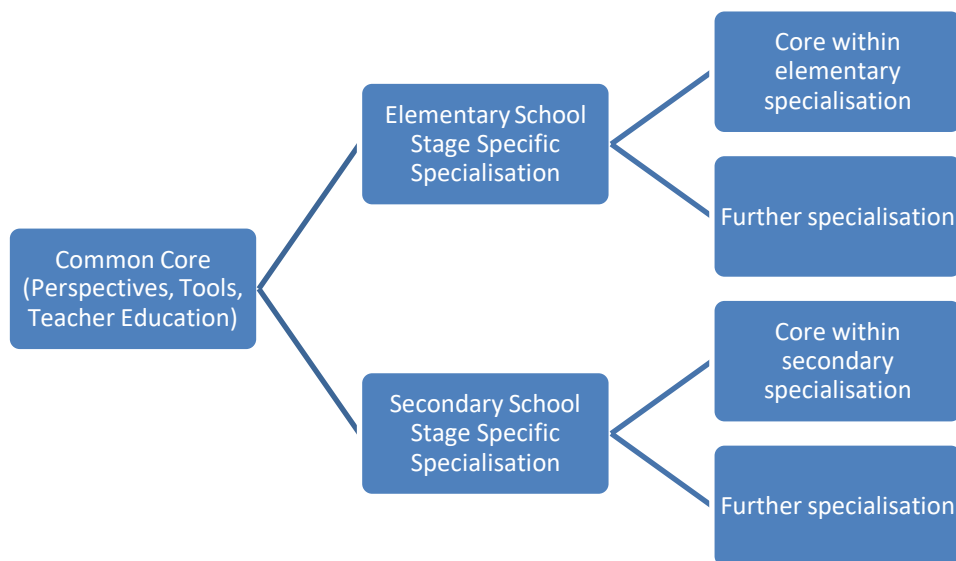 Common Core
(Perspectives, Tools,
Teacher Education)
Elementary School
Stage Specific
Specialisation
Core within
elementary
specialisation
Further specialisation
Secondary School
Stage Specific
Specialisation
Core within
secondary
specialisation
Further specialisation